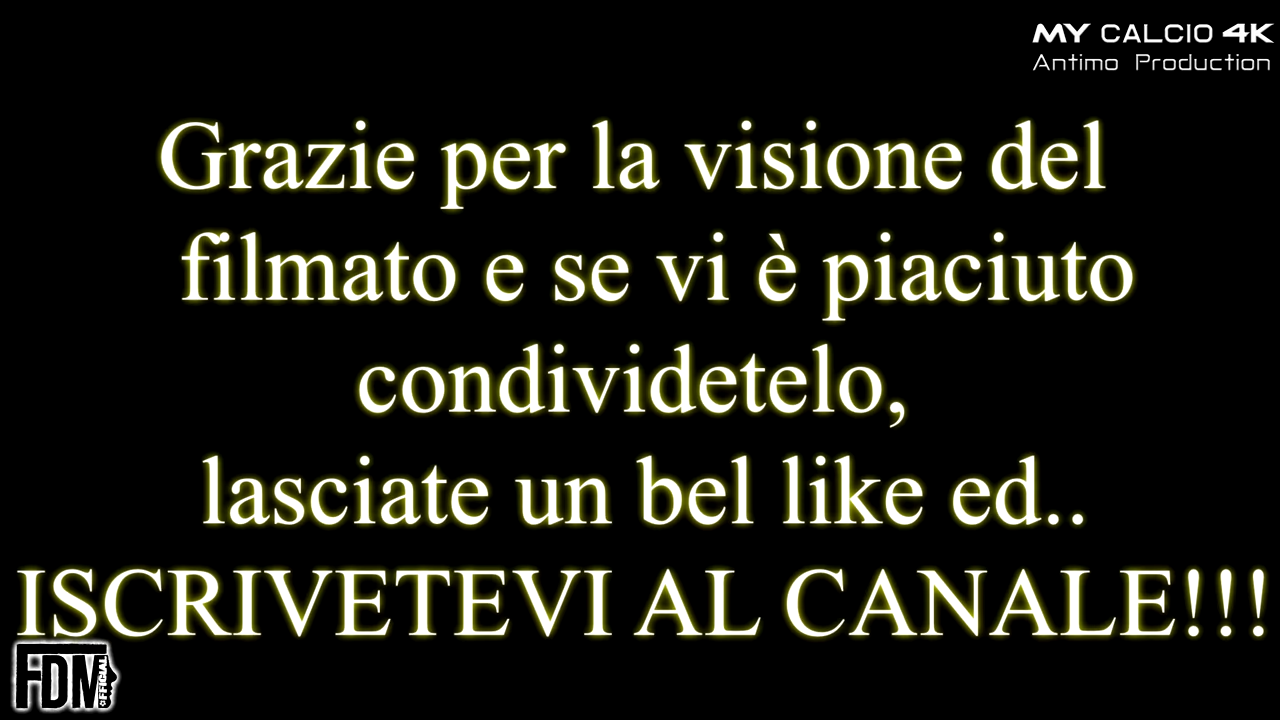 MY CALCIO 4K
Antimo Production
Grazie per la visione del
filmato e se vi è piaciuto
condividetelo,
lasciate un bel like ed..
ISCRIVETEVI AL CANALE!!!
FDM
OFFICIAL